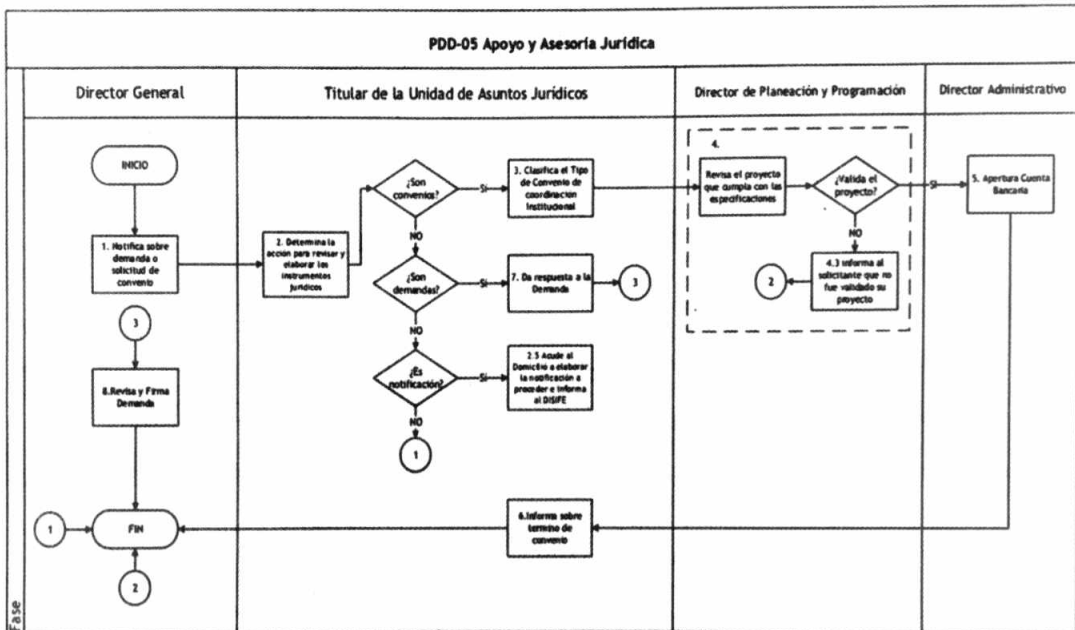 PDD-05 Apoyo y Asesoría Jurídica
Director General
Titular de la Unidad de Asuntos Jurídicos
Director de Planeación y Programación
Director Administrativo
INICIO
1. Notifica sobre
demanda o
solicitud de
convenio
3
8.Revisa y Firma
Demanda
1
FIN
2
2. Determina la
acción para revisar y
elaborar los
instrumentos
jurídicos
¿Son
convenios?
SI
3. Clasifica el Tipo
de Convenio de
coordinación
Institucional
NO
¿Son
demandas?
SI
7. Da respuesta a la
Demanda
3
NO
¿Es
notificación?
SI
2.5 Acude al
Domicilio a elaborar
la notificación a
proceder e informa
al DISIFE
NO
1
6.Informa sobre
termino de
convenio
4.
Revisa el proyecto
que cumpla con las
especificaciones
¿Valida el
proyecto?
SI
NO
4.3 Informa al
solicitante que no
fue validado su
proyecto
2
5. Apertura Cuenta
Bancaria
Fase